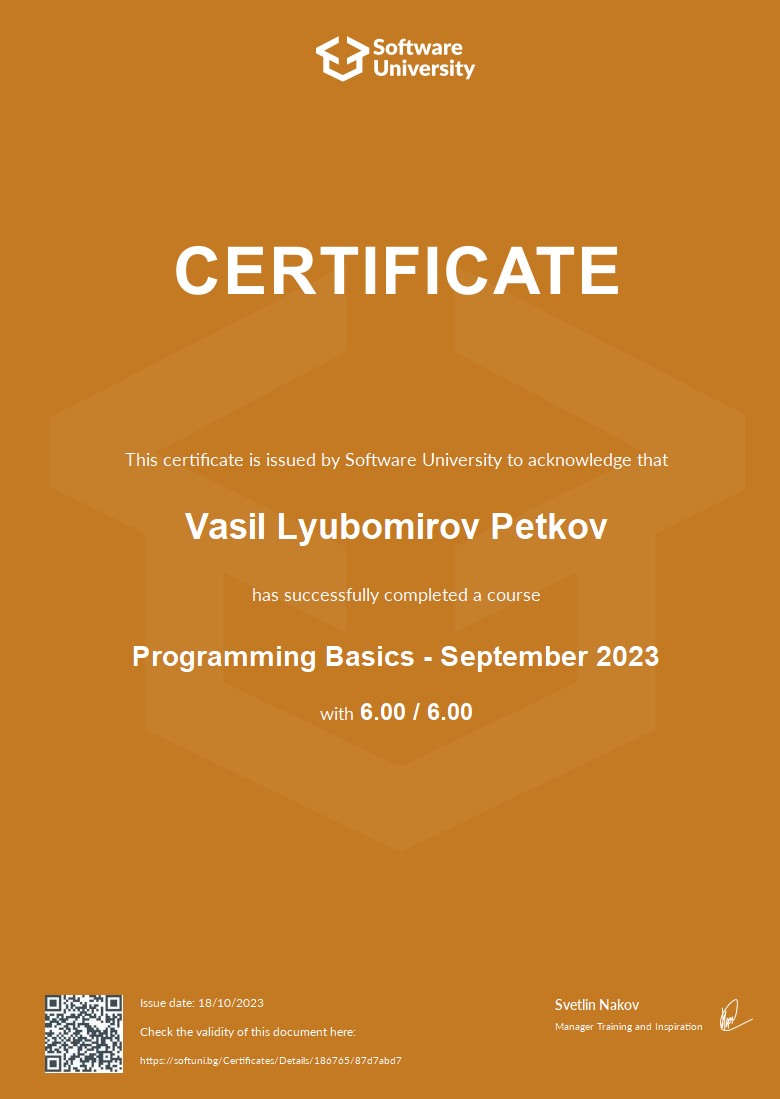 Software
University
CERTIFICATE
This certificate is issued by Software University to acknowledge that
Vasil Lyubomirov Petkov
has successfully completed a course
Programming Basics - September 2023
with 6.00 / 6.00
Issue date: 18/10/2023
Check the validity of this document here:
https://softuni.bg/Certificates/Details/186765/87d7abd7
Svetlin Nakov
Manager Training and Inspiration